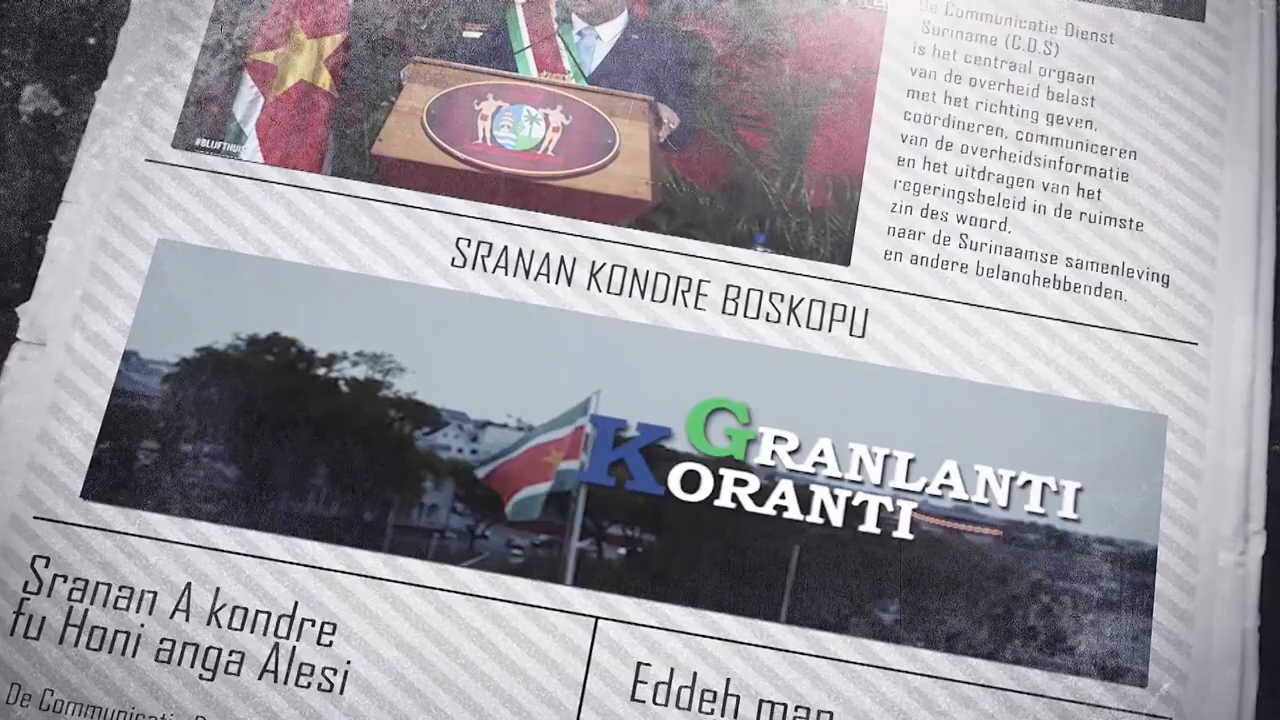 De Communicatie Dienst
Suriname (C.D.S)
is het centraal orgaan
van de overheid belast
met het richting geven,
coördineren, communiceren
van de overheidsinformatie
en het uitdragen van het
regeringsbeleid in de ruimste
zin des woord.
naar de Surinaamse samenleving
en andere belanghebbenden.
SRANAN KONDRE BOSKOPU
GRANLANTI
KORANTI
Sranan A kondre
fu Honi anga Alesi
Eddeh man
De